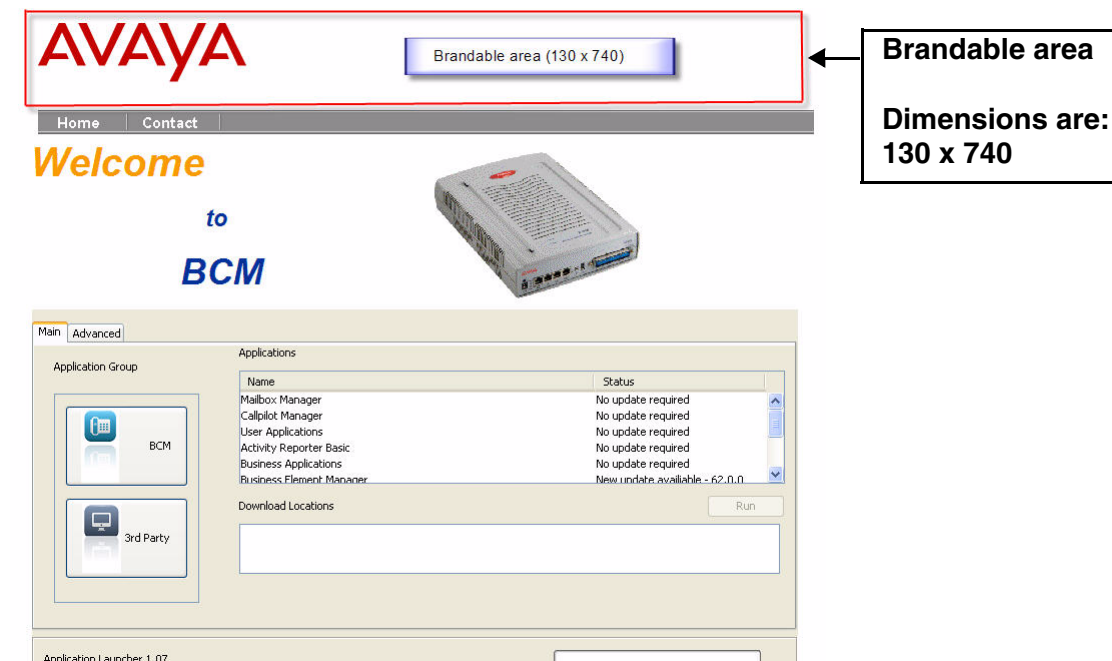 AVAYA
Brandable area (130 x 740)
Brandable area
Dimensions are:
130 x 740
Home Contact
Welcome
to
BCM
Main Advanced
Application Group
Applications
Name Status
Mailbox Manager No update required
Callpilot Manager No update required
User Applications No update required
Activity Reporter Basic No update required
Business Applications No update required
Business Element Manager New update availiable - 62.0.0
BCM
Download Locations Run
3rd Party
Application Launcher 1.07